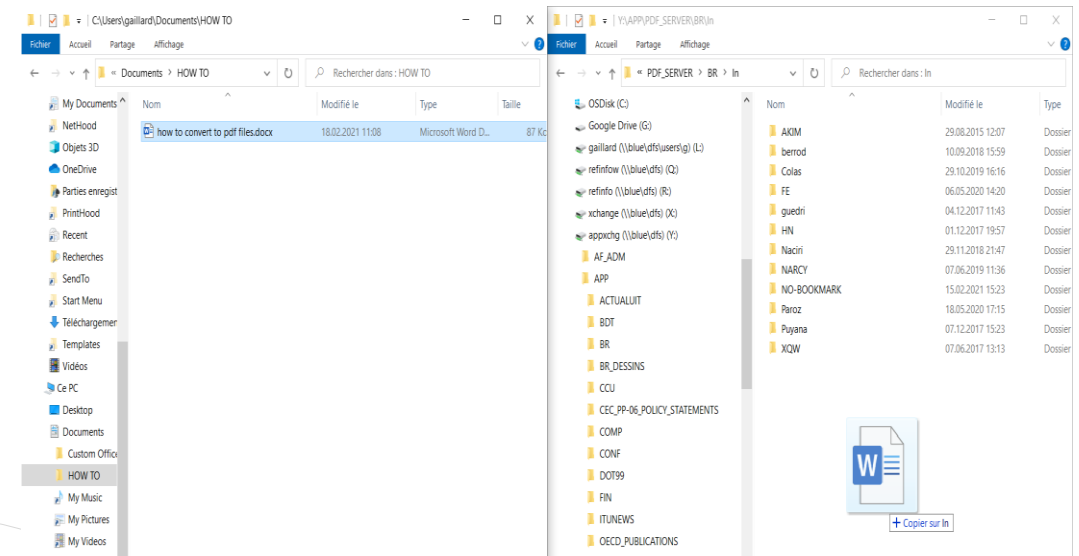 C:\Users\gaillard\Documents\HOW TO
Fichier Accueil Partage Affichage
« Documents > HOW TO
Rechercher dans : HOW TO
My Documents
NetHood
Objets 3D
OneDrive
Parties enregist
PrintHood
Recent
Recherches
SendTo
Start Menu
Téléchargemer
Templates
Vidéos
Ce PC
Desktop
Documents
Custom Office
HOW TO
My Music
My Pictures
My Videos
Nom Modifié le Type Taille
how to convert to pdf files.docx 18.02.2021 11:08 Microsoft Word D... 87 Kc
Y:\APP\PDF_SERVER\BR\In
Fichier Accueil Partage Affichage
« PDF_SERVER > BR > In
Rechercher dans : In
OSDisk (C:)
Google Drive (G:)
gaillard (\\blue\dfs\users\g) (L:)
refinfow (\\blue\dfs) (Q:)
refinfo (\\blue\dfs) (R:)
xchange (\\blue\dfs) (X:)
appxchg (\\blue\dfs) (Y:)
AF_ADM
APP
ACTUALUIT
BDT
BR
BR_DESSINS
CCU
CEC_PP-06_POLICY_STATEMENTS
COMP
CONF
DOT99
FIN
ITUNEWS
OECD_PUBLICATIONS
Nom Modifié le Type
AKIM 29.08.2015 12:07 Dossier
berrod 10.09.2018 15:59 Dossier
Colas 29.10.2019 16:16 Dossier
FE 06.05.2020 14:20 Dossier
guedri 04.12.2017 11:43 Dossier
HN 01.12.2017 19:57 Dossier
Naciri 29.11.2018 21:47 Dossier
NARCY 07.06.2019 11:36 Dossier
NO-BOOKMARK 15.02.2021 15:23 Dossier
Paroz 18.05.2020 17:15 Dossier
Puyana 07.12.2017 15:23 Dossier
XQW 07.06.2017 13:13 Dossier
W
+ Copier sur In